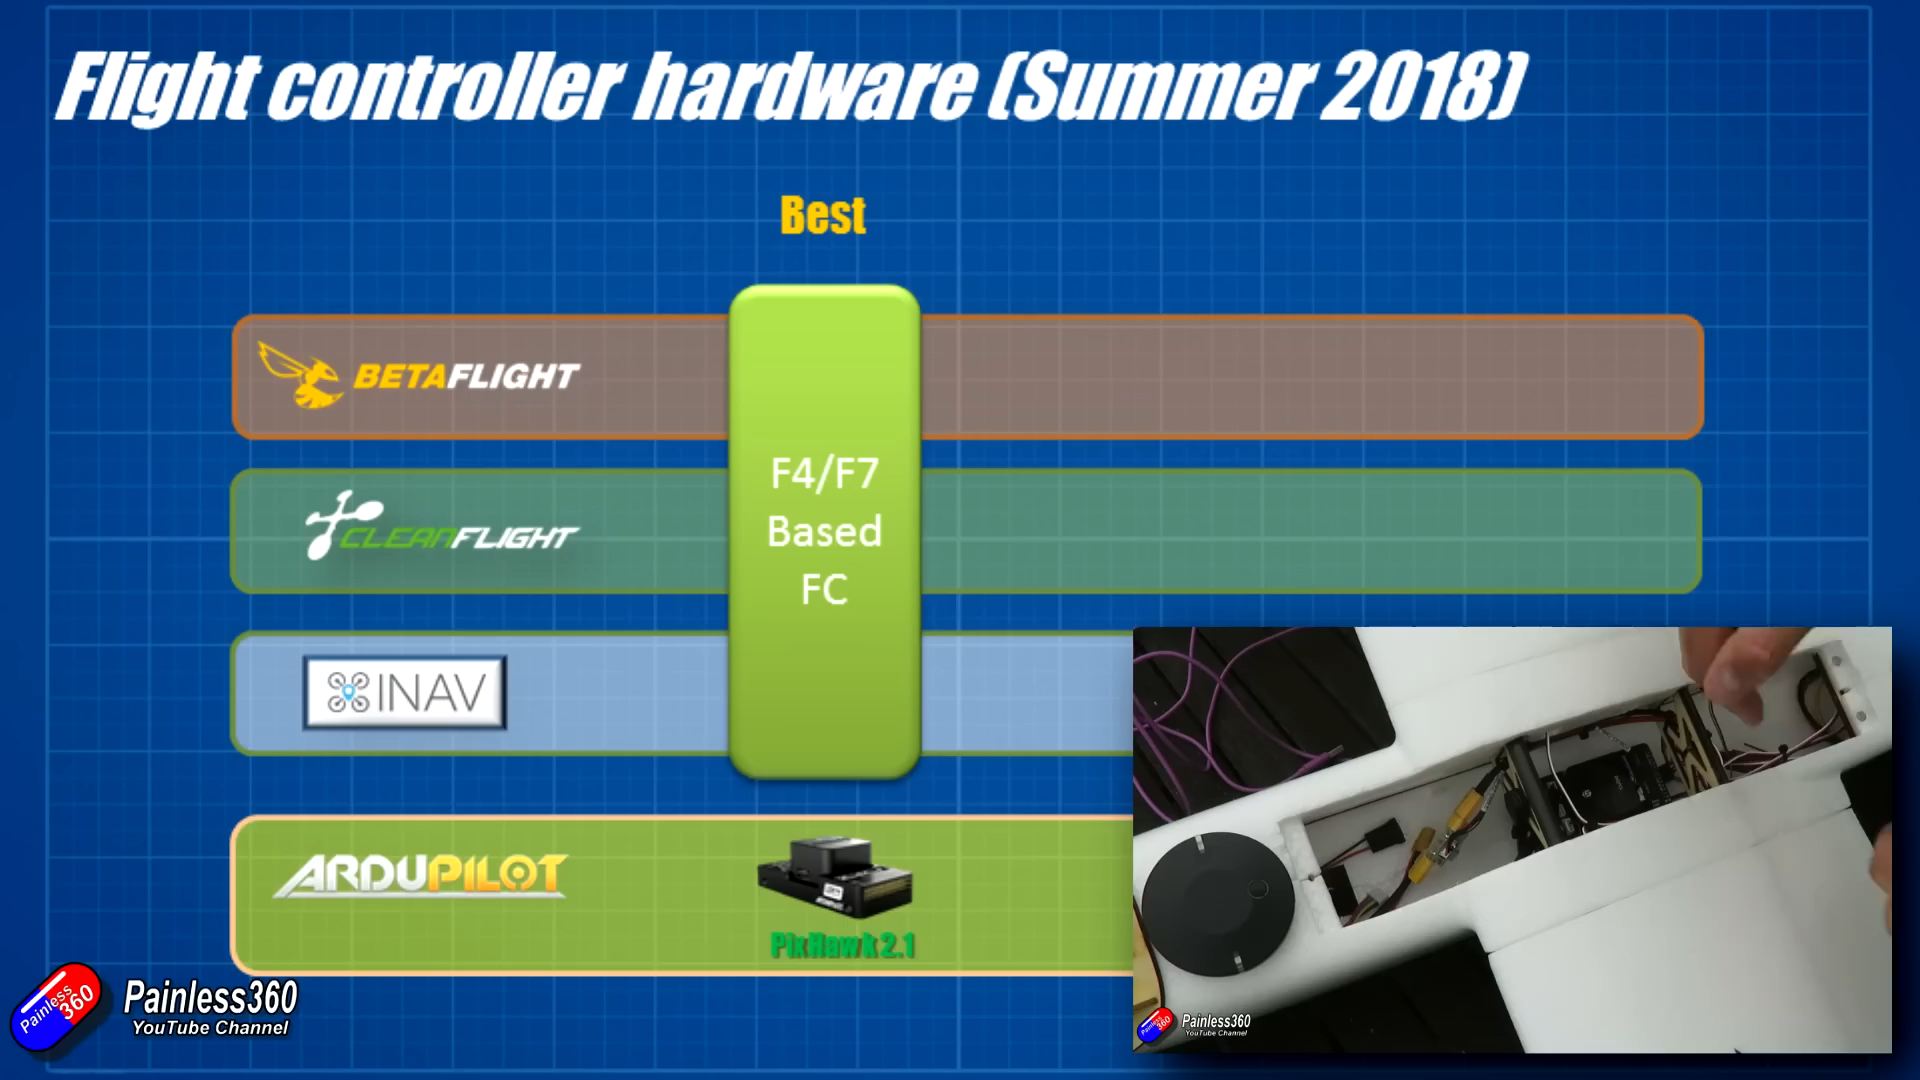 Flight controller hardware (Summer 2018)
Best
BETAFLIGHT
F4/F7
Based
FC
CLEANFLIGHT
INAV
ARDUPILOT
PixHawk 2.1
Painless360
Painless360
YouTube Channel
Painless360
YouTube Channel